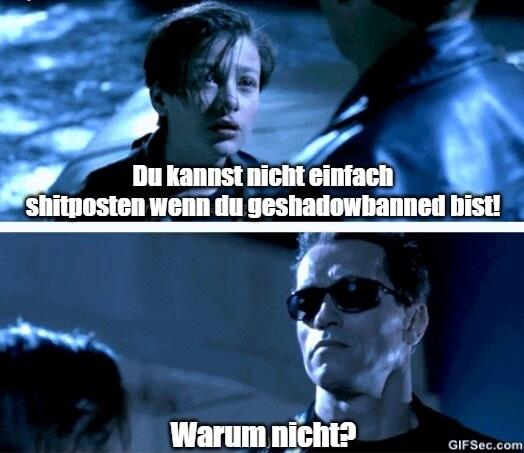 Du kannst nicht einfach
shitposten wenn du geshadowbanned bist!
Warum nicht?
GIFSec.com